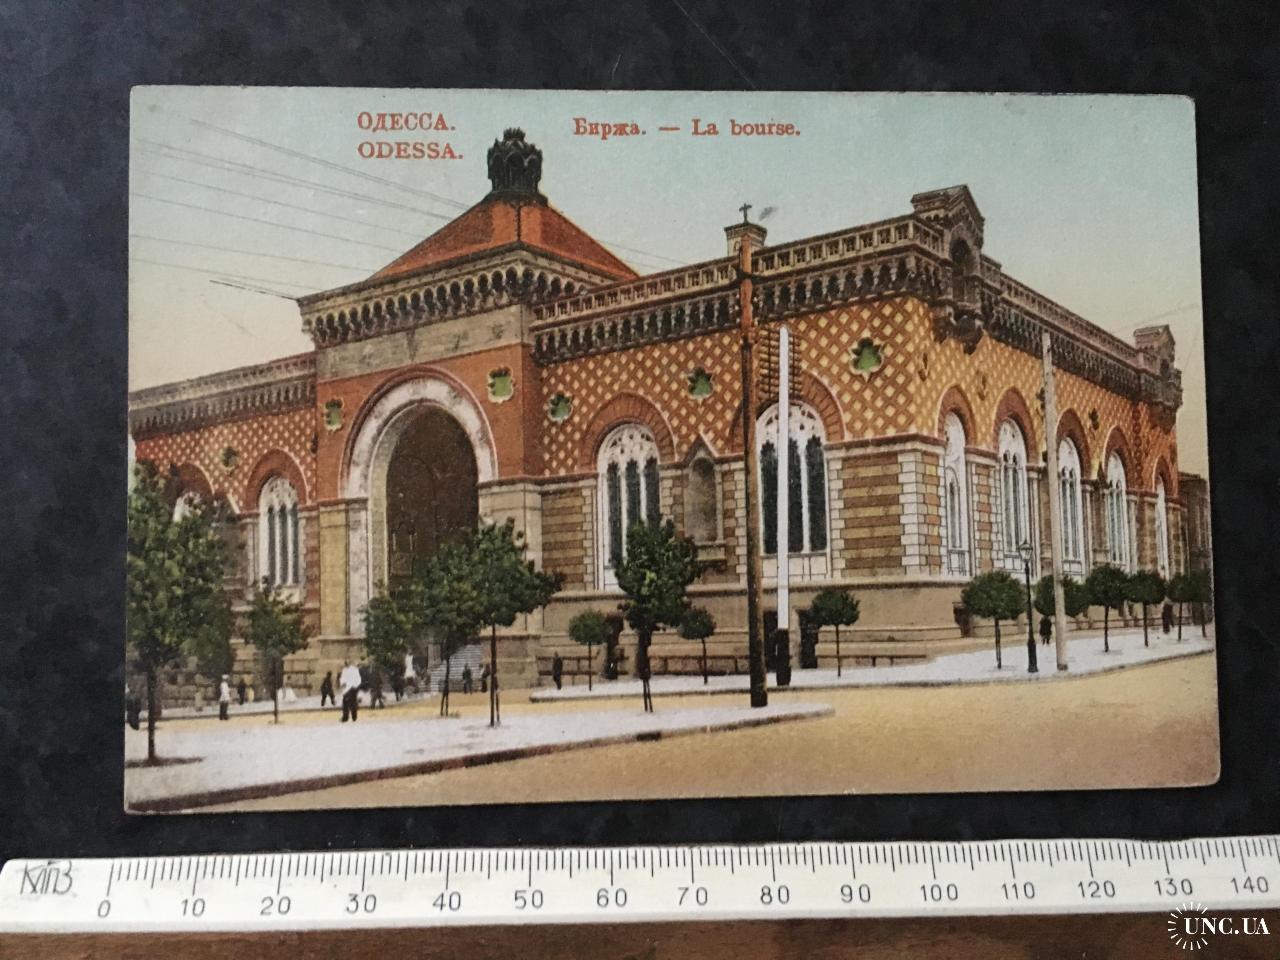 ОДЕССА. Биржа. — La bourse.
ODESSA.
МПЗ
0 10 20 30 40 50 60 70 80 90 100 110 120 130 140
UNC.UA